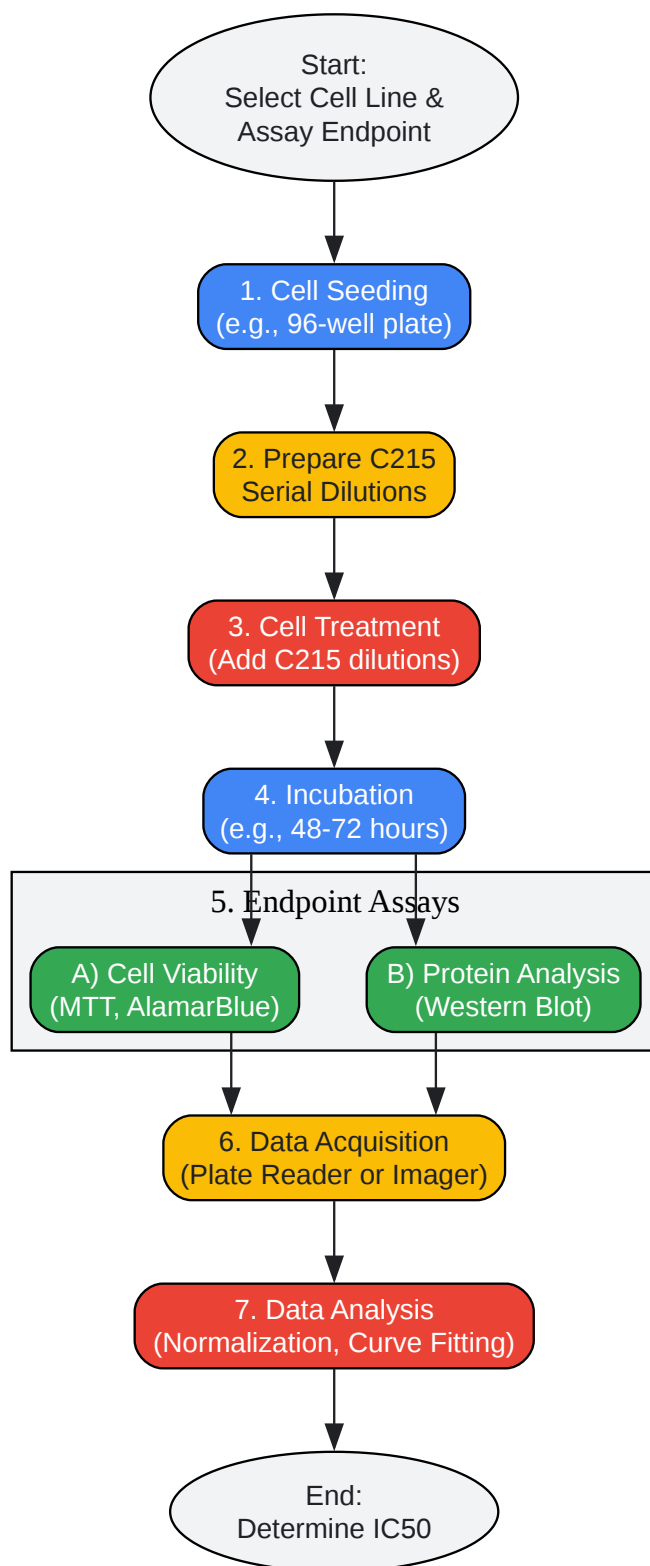 Start:
Select Cell Line &
Assay Endpoint
1. Cell Seeding
(e.g., 96-well plate)
2. Prepare C215
Serial Dilutions
3. Cell Treatment
(Add C215 dilutions)
4. Incubation
(e.g., 48-72 hours)
5. Endpoint Assays
A) Cell Viability
(MTT, AlamarBlue)
B) Protein Analysis
(Western Blot)
6. Data Acquisition
(Plate Reader or Imager)
7. Data Analysis
(Normalization, Curve Fitting)
End:
Determine IC50